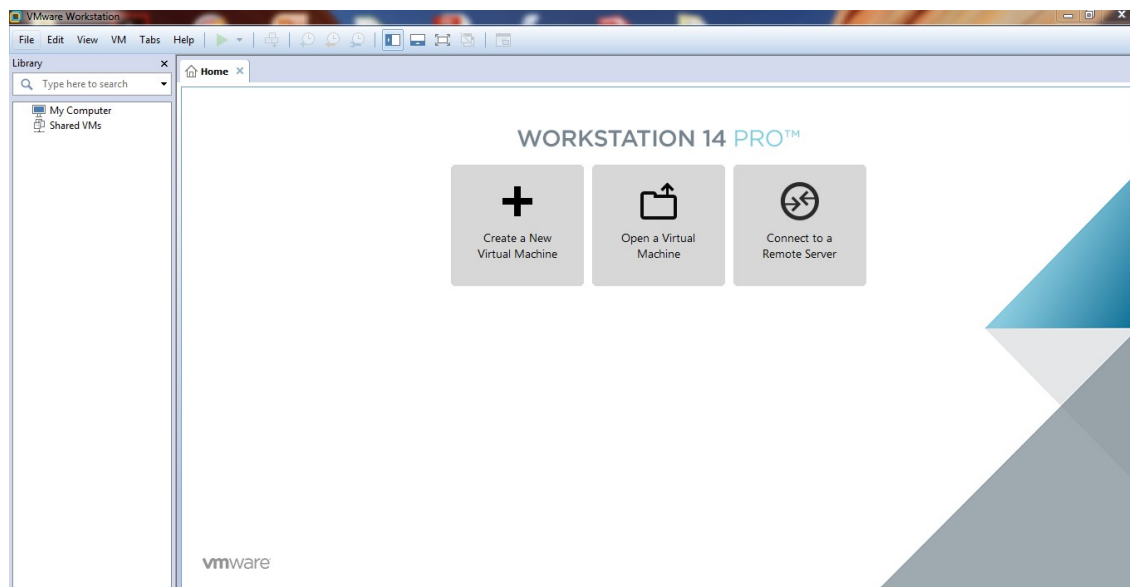 VMware Workstation
File Edit View VM Tabs Help
Library
Type here to search
My Computer
Shared VMs
Home
WORKSTATION 14 PRO™
Create a New
Virtual Machine
Open a Virtual
Machine
Connect to a
Remote Server
vmware